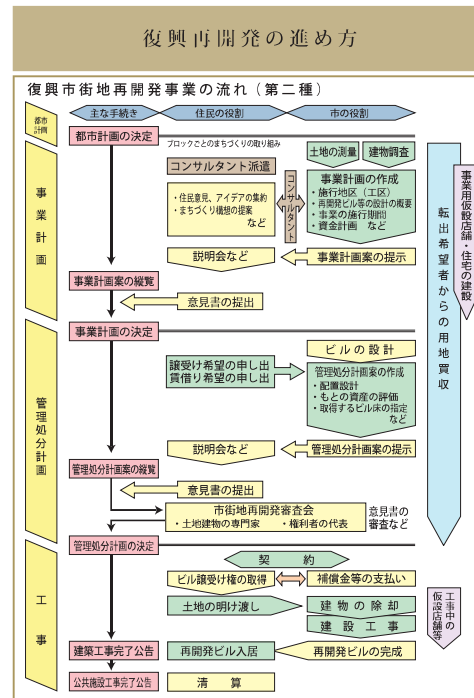 復興再開発の進め方
復興市街地再開発事業の流れ（第二種）
都市
計画
主な手続き
住民の役割
市の役割
都市計画の決定
ブロックごとのまちづくりの取り組み
土地の測量
建物調査
コンサルタント派遣
事業計画
・住民意見、アイデアの集約
・まちづくり構想の提案
など
コンサルタント
事業計画の作成
・施行地区（工区）
・再開発ビル等の設計の概要
・事業の施行期間
・資金計画　など
説明会など
事業計画案の提示
事業計画案の縦覧
意見書の提出
事業計画の決定
ビルの設計
管理処分計画
譲受け希望の申し出
賃借り希望の申し出
管理処分計画案の作成
・配置設計
・もとの資産の評価
・取得するビル床の指定
など
説明会など
管理処分計画案の提示
管理処分計画案の縦覧
意見書の提出
市街地再開発審査会
・土地建物の専門家　・権利者の代表
意見書の
審査など
管理処分計画の決定
契約
工事
ビル譲受け権の取得
補償金等の支払い
土地の明け渡し
建物の除却
建設工事
建築工事完了公告
再開発ビル入居
再開発ビルの完成
公共施設工事完了公告
清算
転出希望者からの用地買収
事業用仮設店舗・住宅の建設
工事中の
仮設店舗等